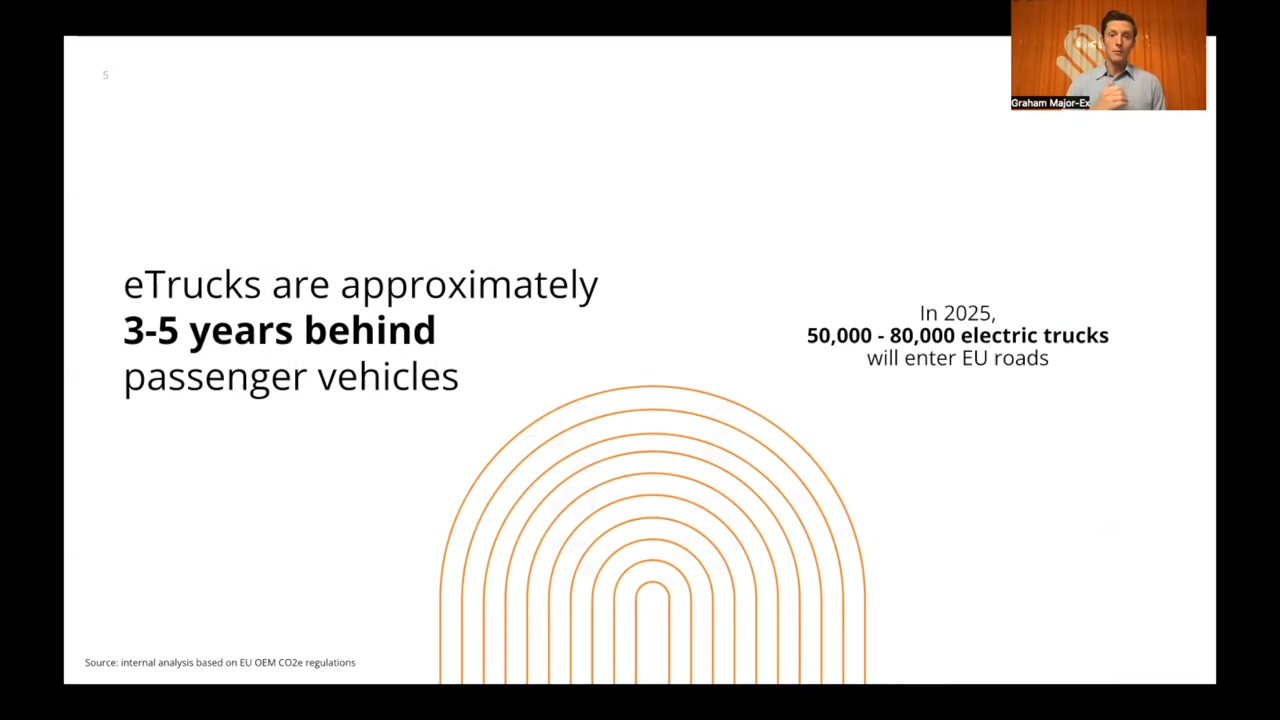 5
Graham Major-Ex
eTrucks are approximately
3-5 years behind
passenger vehicles
In 2025,
50,000 - 80,000 electric trucks
will enter EU roads
Source: internal analysis based on EU OEM CO2e regulations